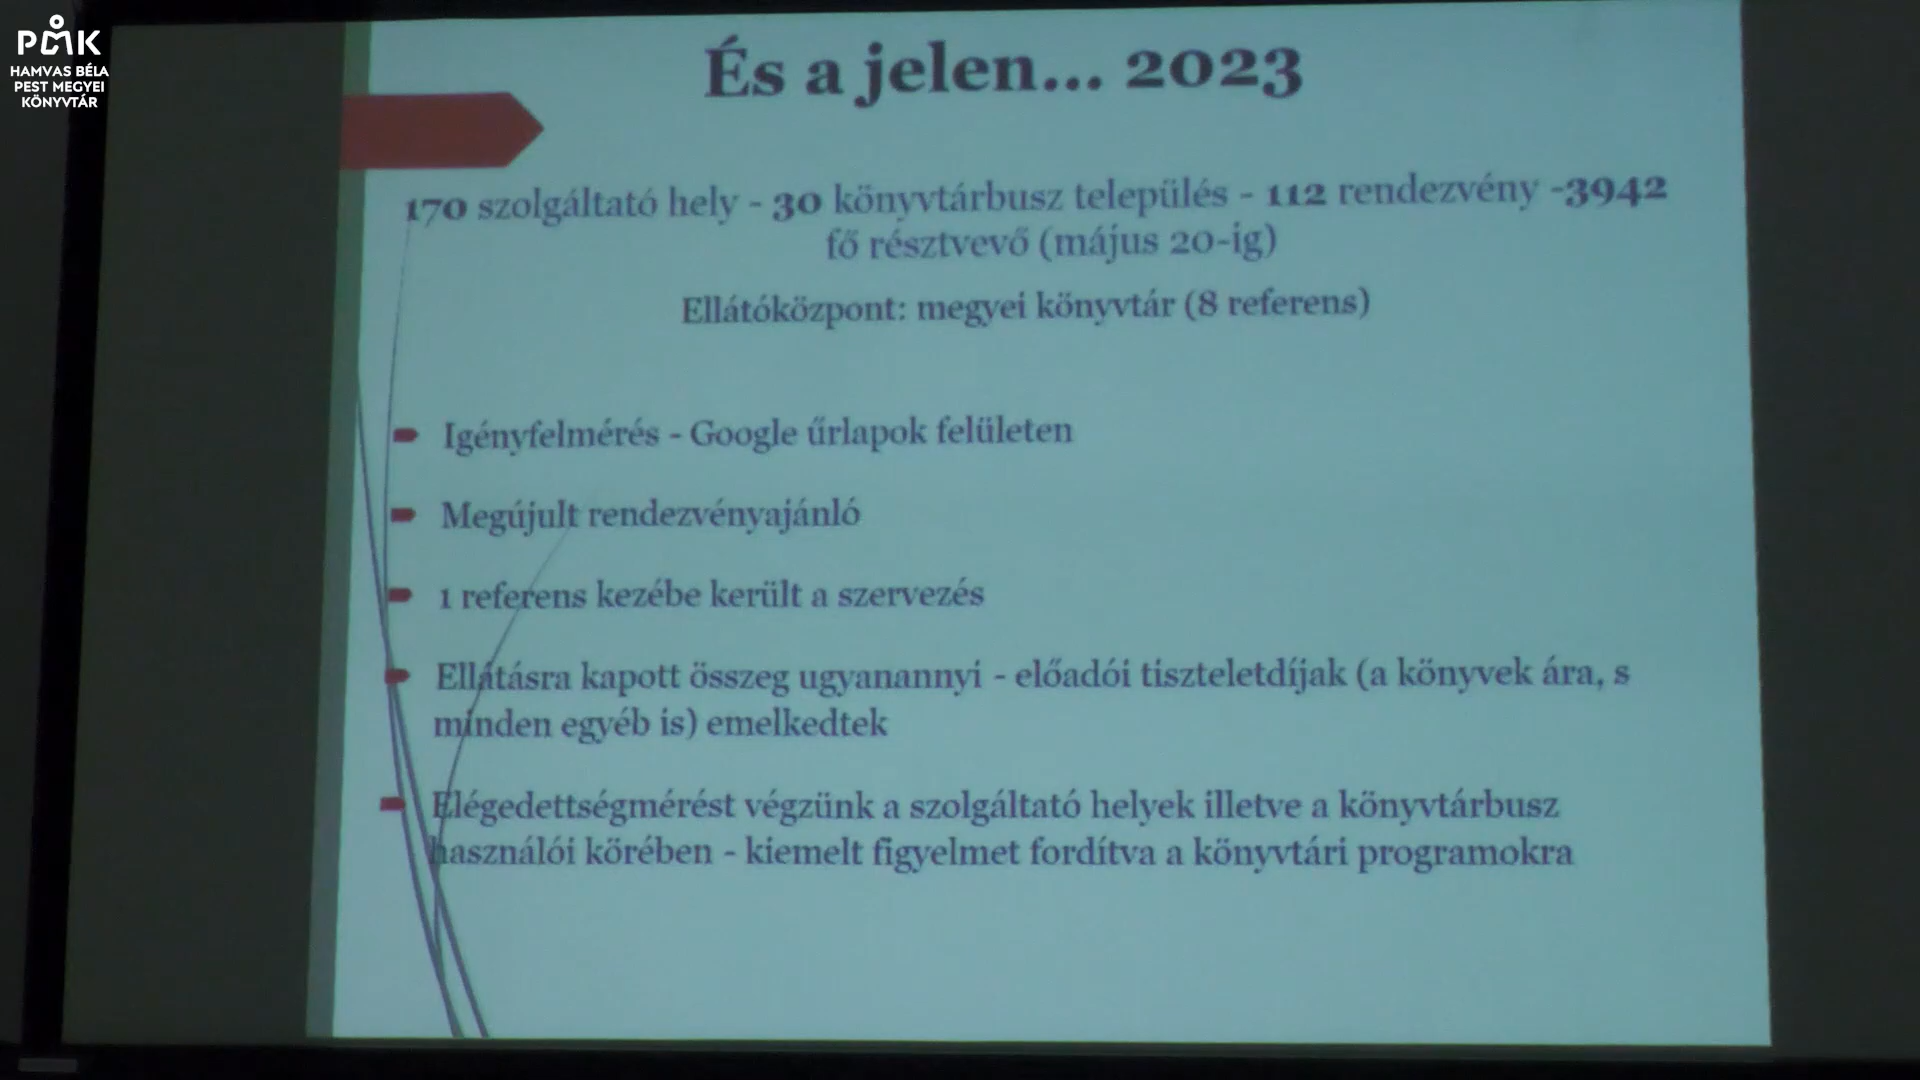 PMK
HAMVAS BÉLA
PEST MEGYEI
KÖNYVTÁR
És a jelen... 2023
170 szolgáltató hely - 30 könyvtárbusz település - 112 rendezvény -3942
fő résztvevő (május 20-ig)
Ellátóközpont: megyei könyvtár (8 referens)
Igényfelmérés - Google űrlapok felületen
Megújult rendezvényajánló
1 referens kezébe került a szervezés
Ellátásra kapott összeg ugyanannyi - előadói tiszteletdíjak (a könyvek ára, s
minden egyéb is) emelkedtek
Elégedettségmérést végzünk a szolgáltató helyek illetve a könyvtárbusz
használói körében - kiemelt figyelmet fordítva a könyvtári programokra